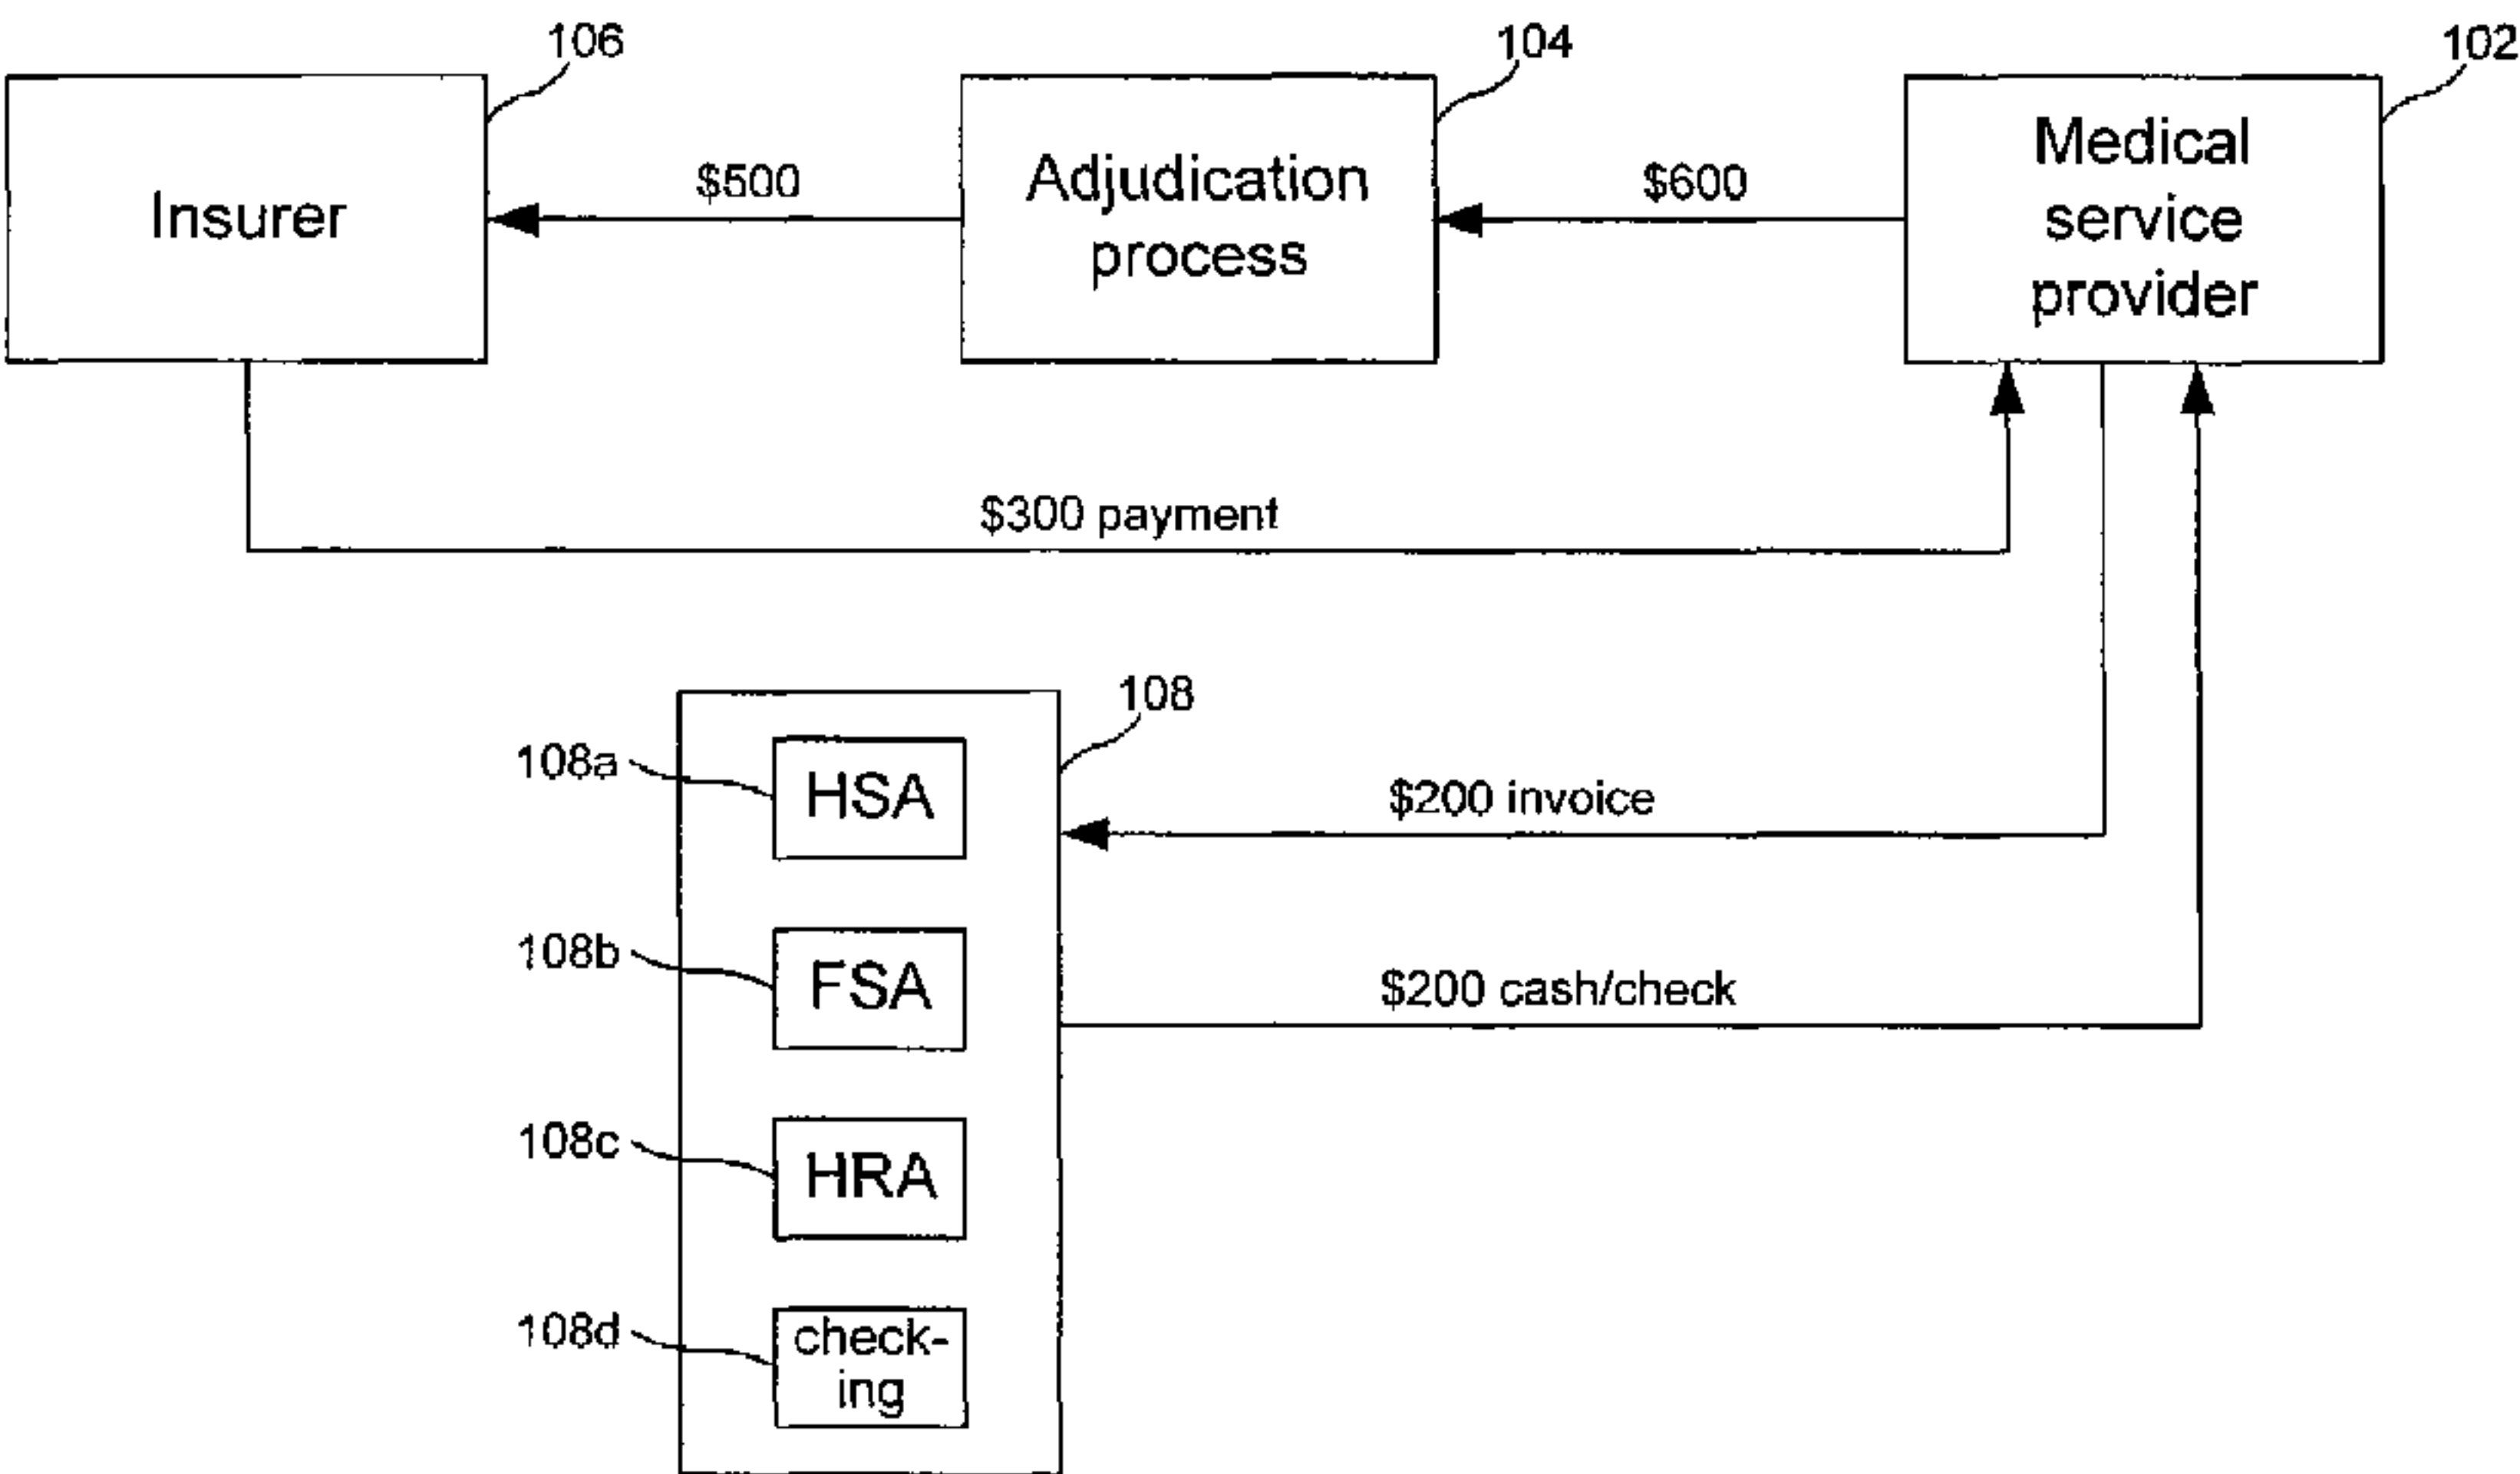 106
104
102
Insurer
$500
Adjudication
process
$600
Medical
service
provider
$300 payment
108
108a
HSA
$200 invoice
108b
FSA
$200 cash/check
108c
HRA
108d
check-
ing